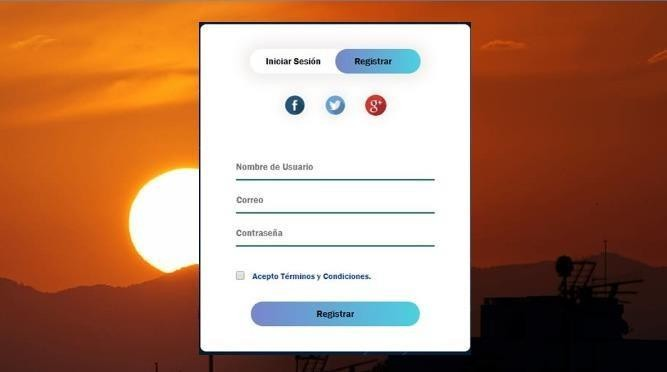 Iniciar Sesión Registrar
f g+
Nombre de Usuario
Correo
Contraseña
Acepto Términos y Condiciones.
Registrar